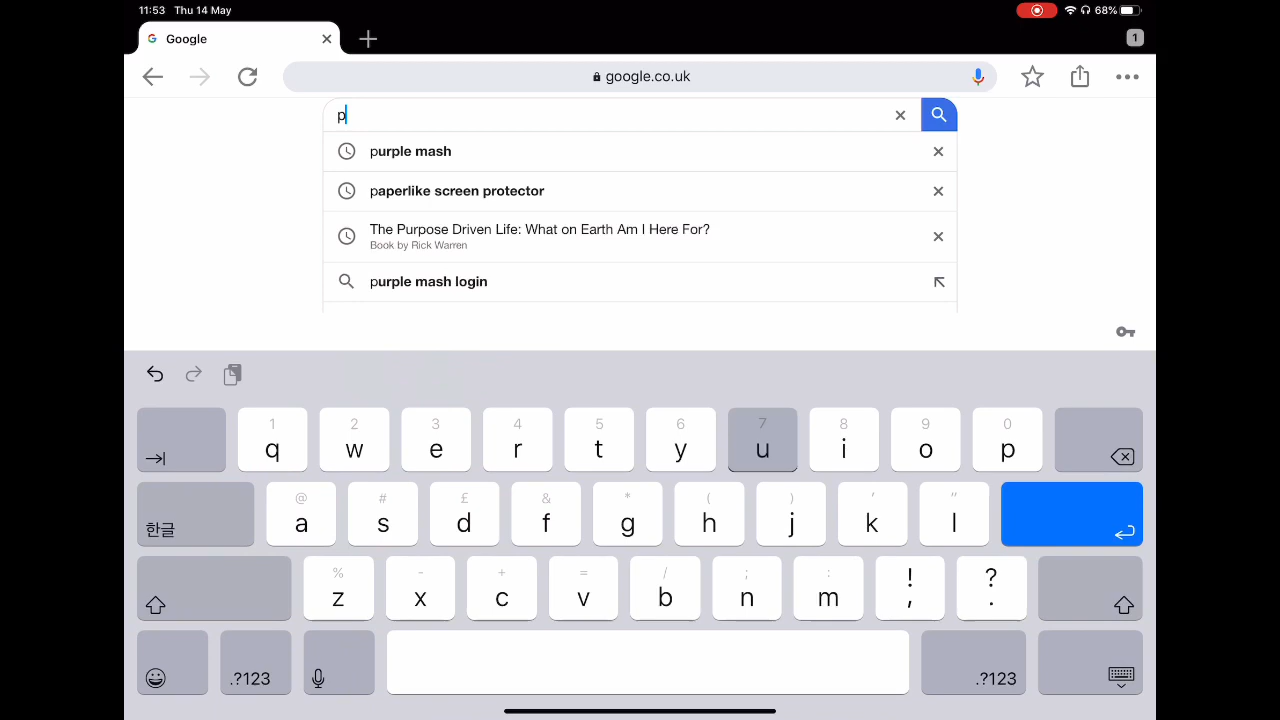 11:53 Thu 14 May 68%
Google
1
google.co.uk
p
purple mash
paperlike screen protector
The Purpose Driven Life: What on Earth Am I Here For?
Book by Rick Warren
purple mash login
1 2 3 4 5 6 7 8 9 0
q w e r t y u i o p
@ # £ & * ( ) ' "
한글 a s d f g h j k l
% - + = / ; : ! ?
z x c v b n m , .
.?123 .?123